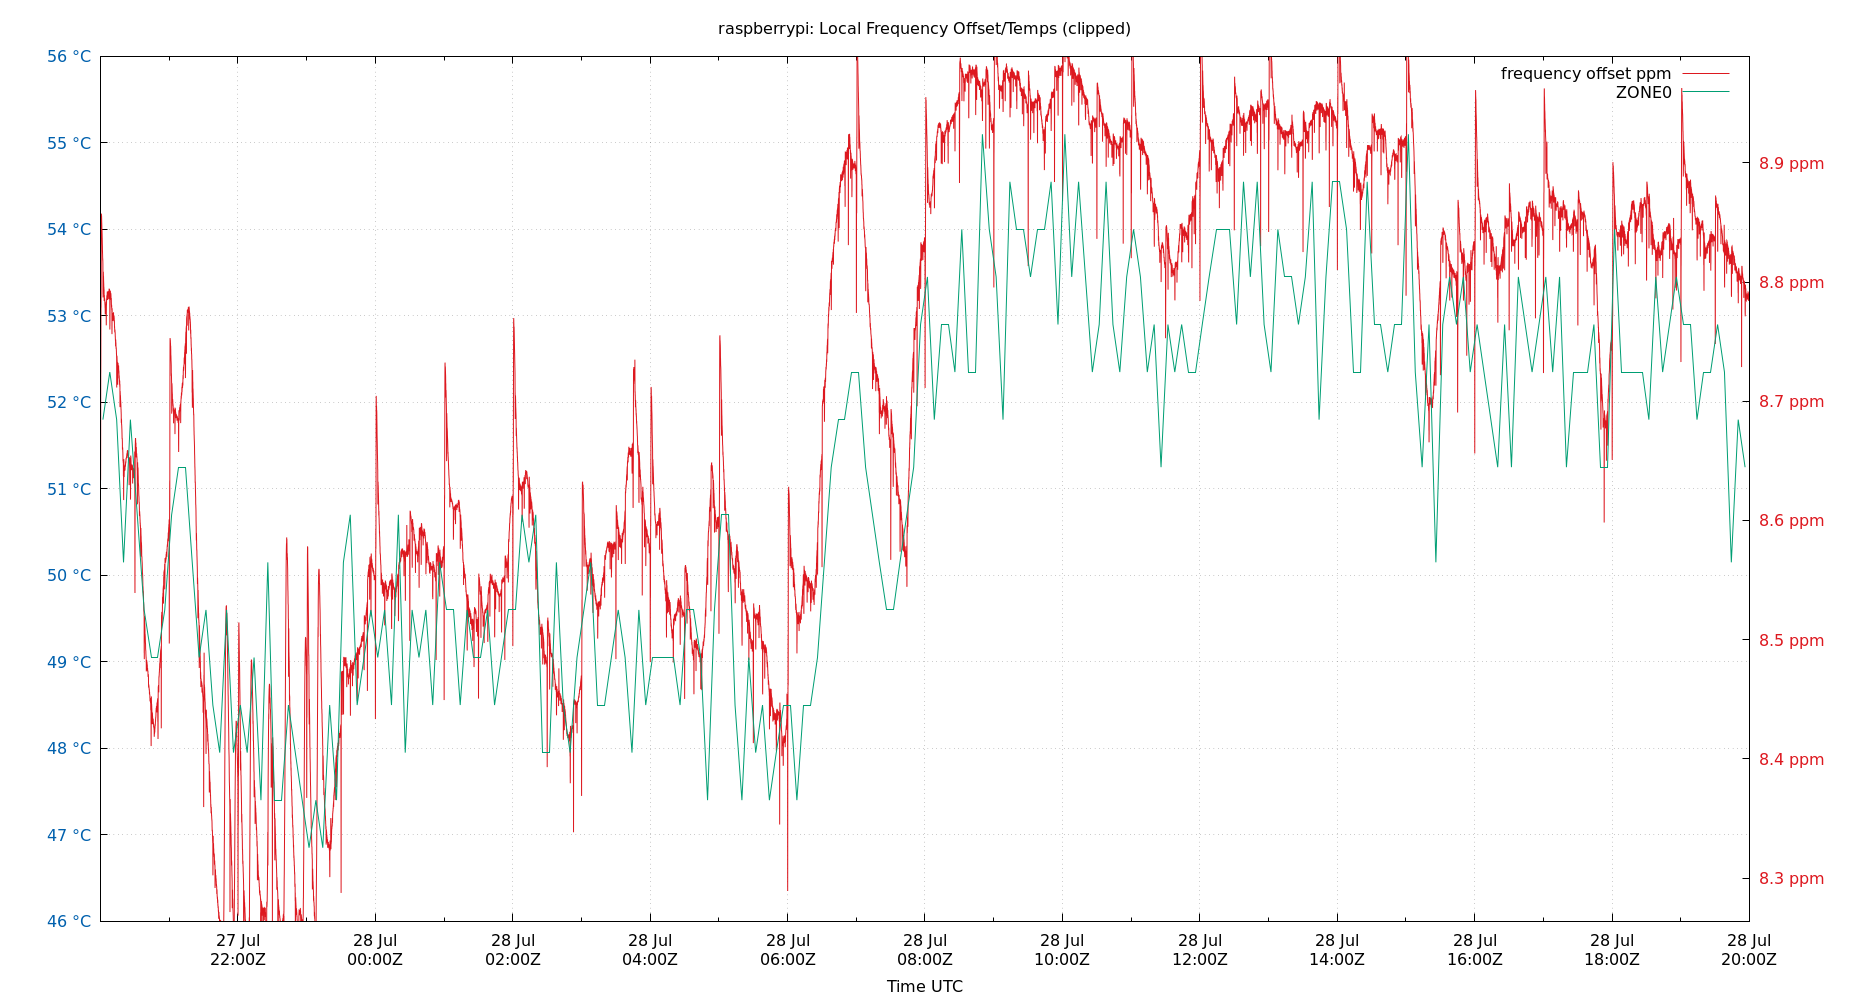 raspberrypi: Local Frequency Offset/Temps (clipped)
frequency offset ppm
ZONE0
56 °C
55 °C
54 °C
53 °C
52 °C
51 °C
50 °C
49 °C
48 °C
47 °C
46 °C
8.9 ppm
8.8 ppm
8.7 ppm
8.6 ppm
8.5 ppm
8.4 ppm
8.3 ppm
27 Jul
22:00Z
28 Jul
00:00Z
28 Jul
02:00Z
28 Jul
04:00Z
28 Jul
06:00Z
28 Jul
08:00Z
28 Jul
10:00Z
28 Jul
12:00Z
28 Jul
14:00Z
28 Jul
16:00Z
28 Jul
18:00Z
28 Jul
20:00Z
Time UTC